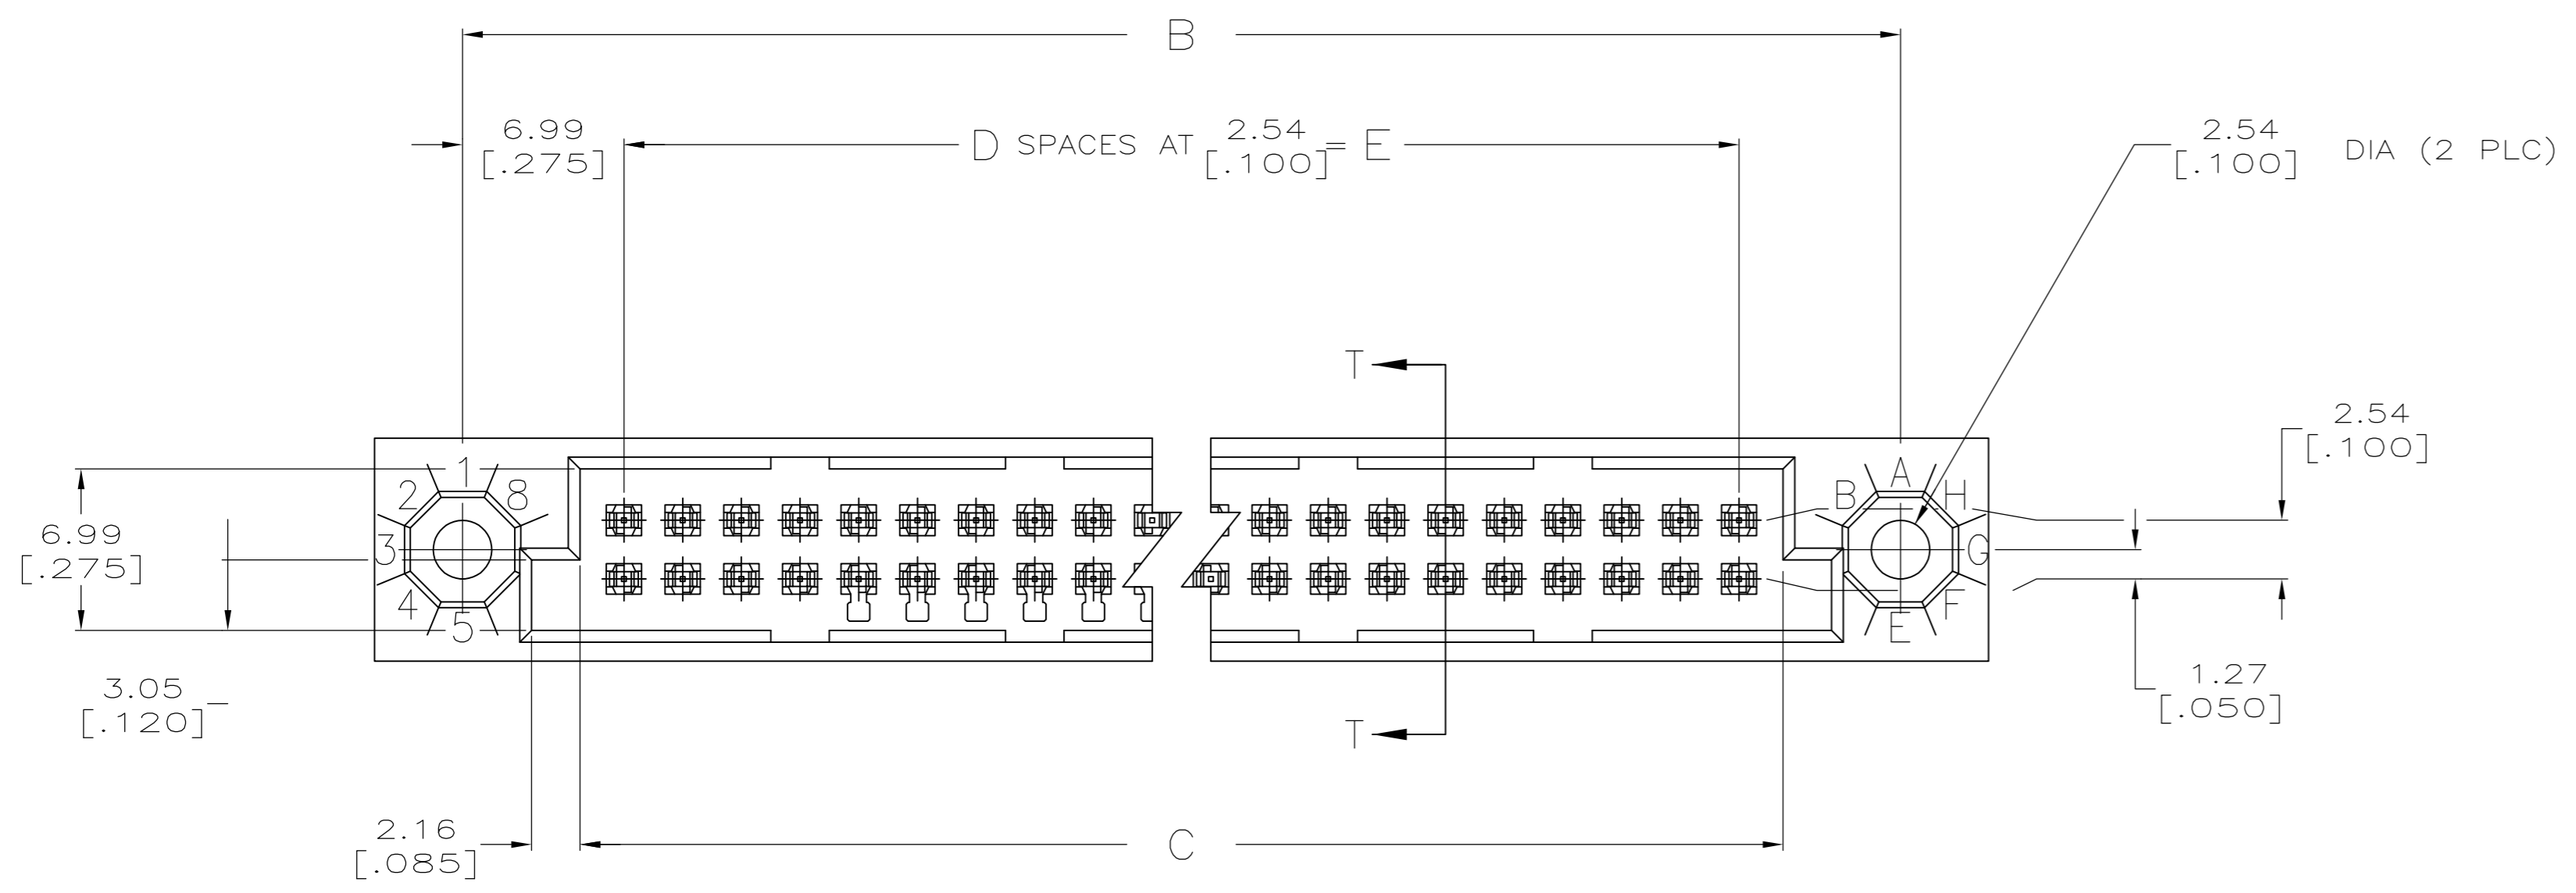 B
6.99
[.275]
D SPACES AT 2.54
[.100] = E
2.54
[.100] DIA (2 PLC)
T
2.54
[.100]
1
2
8
3
4
5
A
B
H
G
F
E
6.99
[.275]
3.05
[.120]
1.27
[.050]
T
2.16
[.085]
C